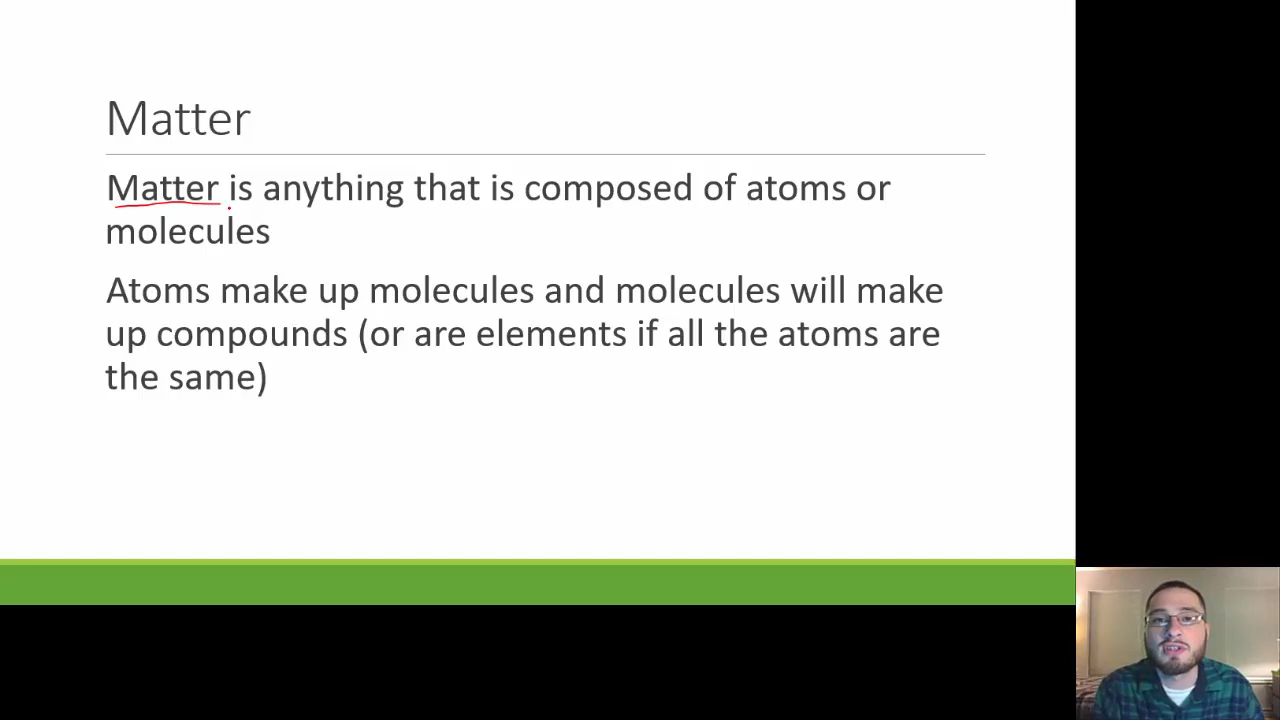 Matter
Matter is anything that is composed of atoms or
molecules
Atoms make up molecules and molecules will make
up compounds (or are elements if all the atoms are
the same)